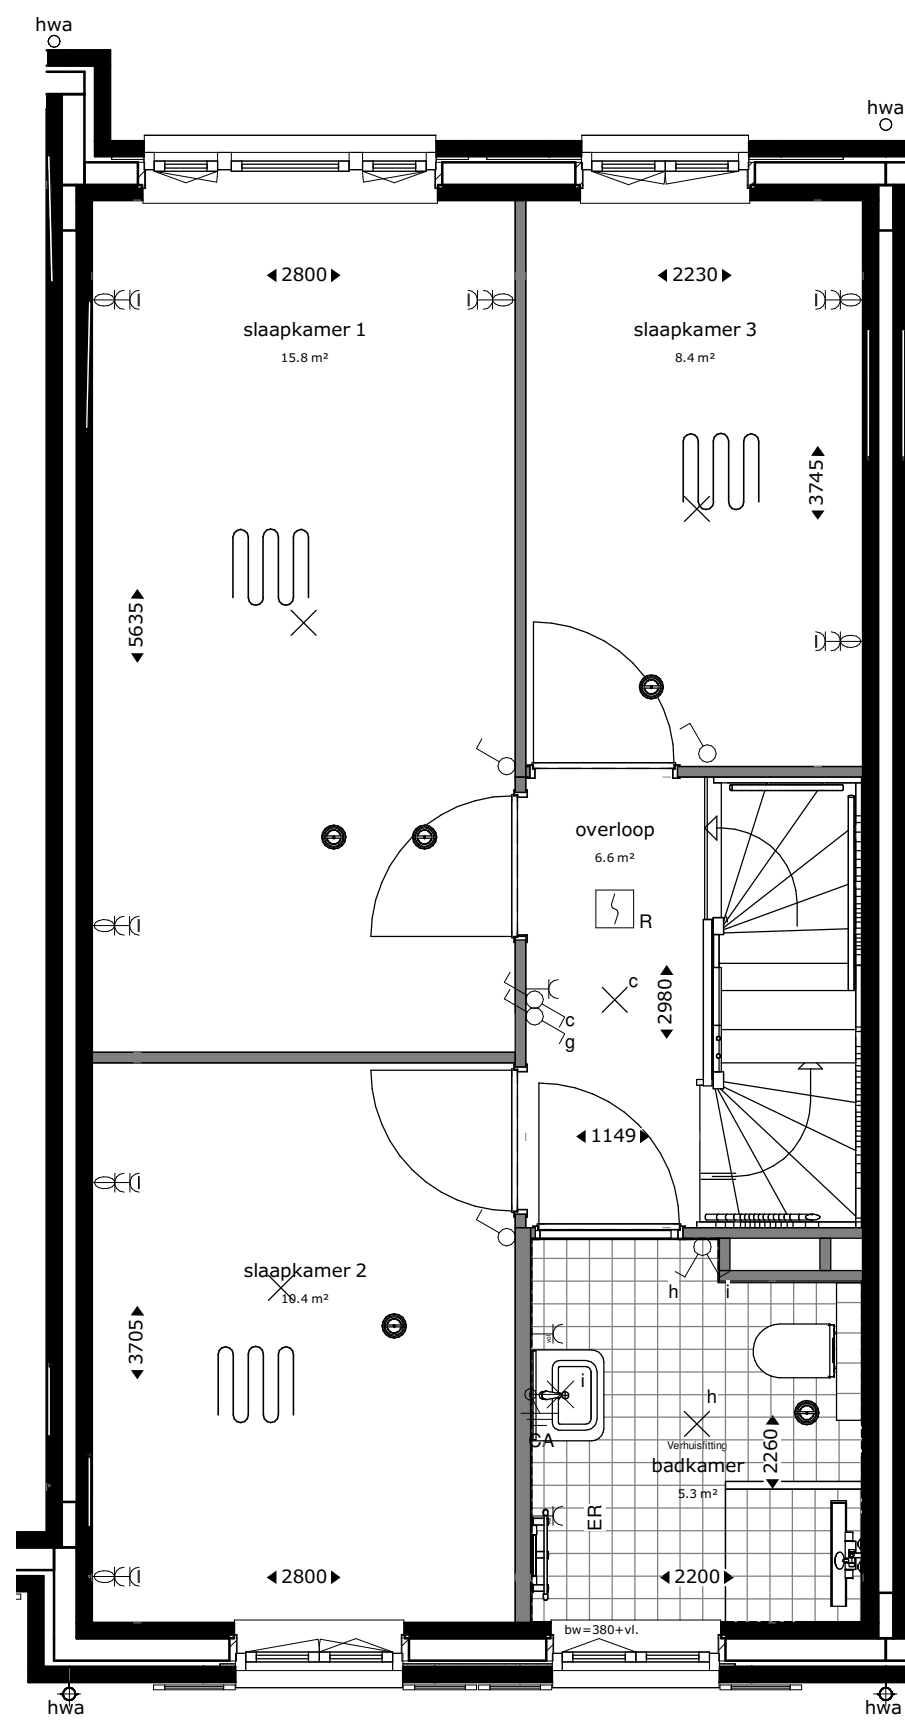 hwa
hwa
2800
2230
slaapkamer 1
15.8 m²
slaapkamer 3
8.4 m²
3745
5635
overloop
6.6 m²
R
c
2980
c
g
1149
slaapkamer 2
10.4 m²
h
i
3705
i
h
CA
Verhuisfitting
badkamer
5.3 m²
2260
ER
2800
2200
bw=380+vl.
hwa
hwa